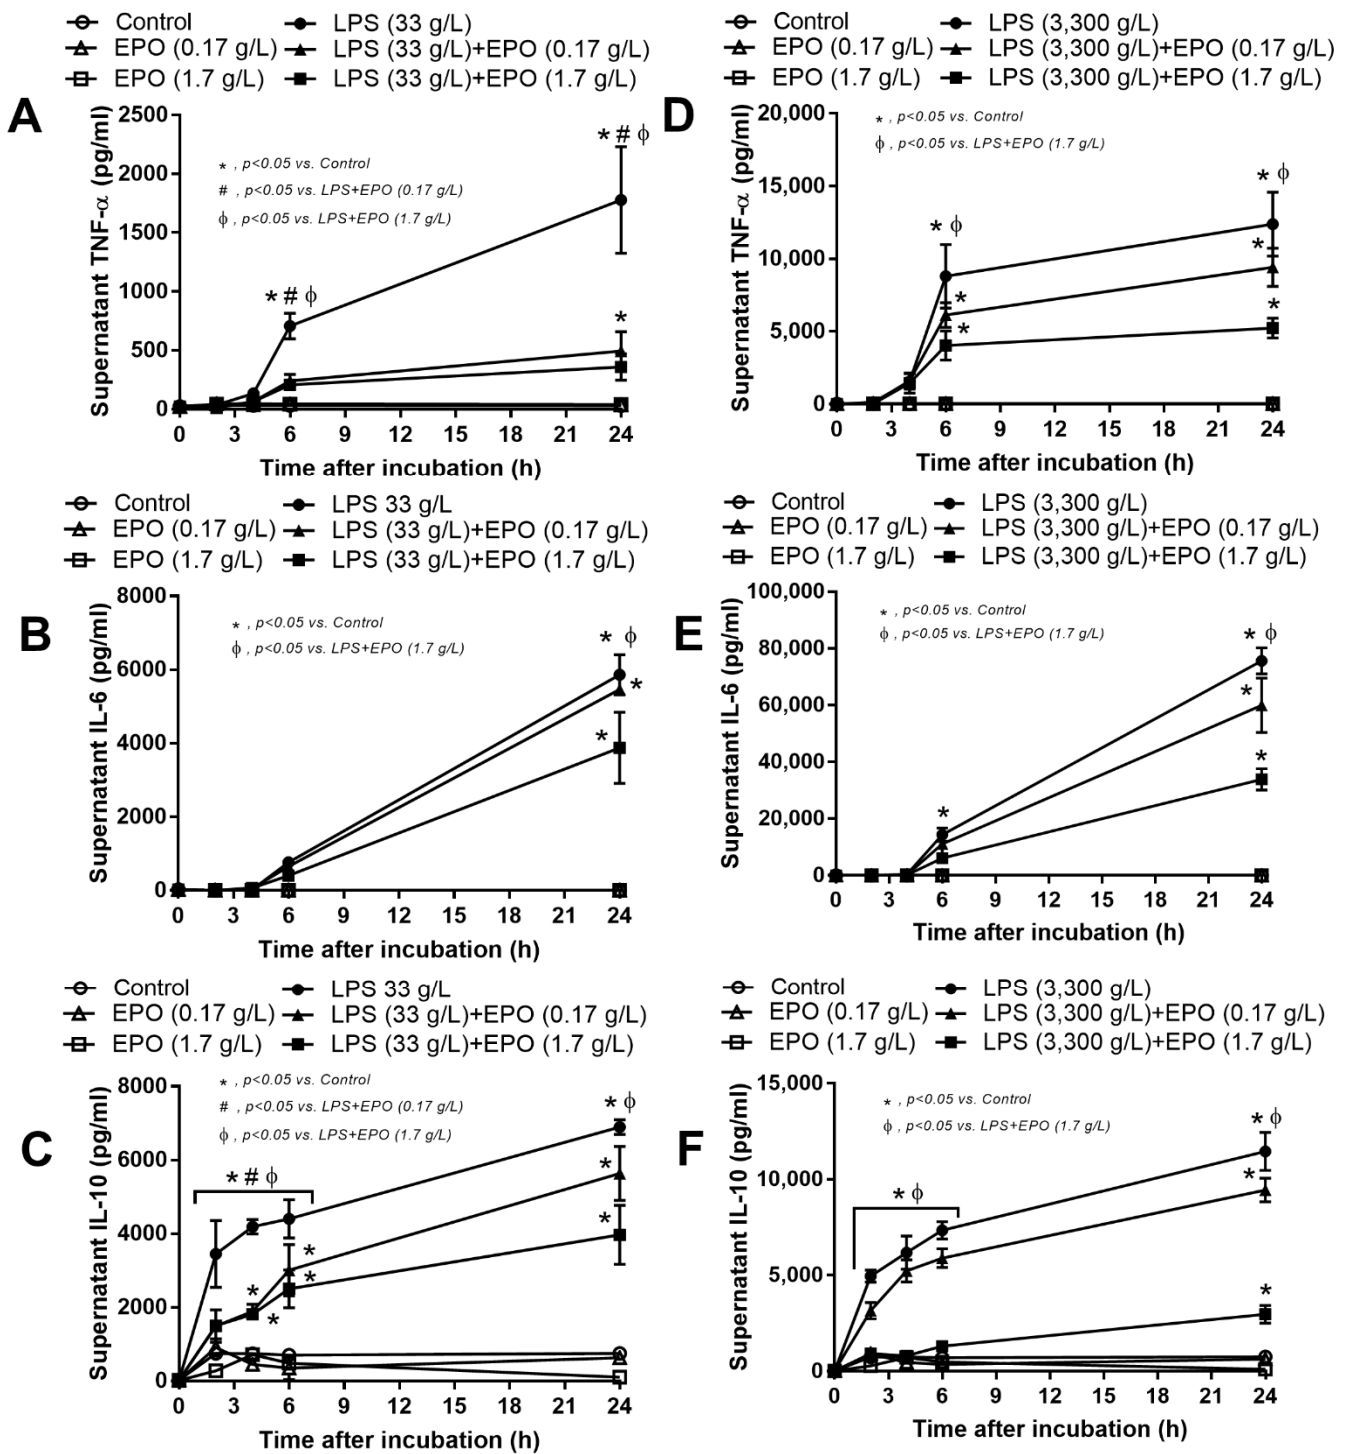 Control
LPS (33 g/L)
EPO (0.17 g/L)
LPS (33 g/L)+EPO (0.17 g/L)
EPO (1.7 g/L)
LPS (33 g/L)+EPO (1.7 g/L)
A
Supernatant TNF-α (pg/ml)
2500
2000
1500
1000
500
0
* , p<0.05 vs. Control
# , p<0.05 vs. LPS+EPO (0.17 g/L)
ϕ , p<0.05 vs. LPS+EPO (1.7 g/L)
* # ϕ
* # ϕ
*
0 3 6 9 12 15 18 21 24
Time after incubation (h)
Control
LPS (3,300 g/L)
EPO (0.17 g/L)
LPS (3,300 g/L)+EPO (0.17 g/L)
EPO (1.7 g/L)
LPS (3,300 g/L)+EPO (1.7 g/L)
D
Supernatant TNF-α (pg/ml)
20,000
15,000
10,000
5,000
0
* , p<0.05 vs. Control
ϕ , p<0.05 vs. LPS+EPO (1.7 g/L)
* ϕ
* ϕ
*
*
*
*
0 3 6 9 12 15 18 21 24
Time after incubation (h)
Control
LPS 33 g/L
EPO (0.17 g/L)
LPS (33 g/L)+EPO (0.17 g/L)
EPO (1.7 g/L)
LPS (33 g/L)+EPO (1.7 g/L)
B
Supernatant IL-6 (pg/ml)
8000
6000
4000
2000
0
* , p<0.05 vs. Control
ϕ , p<0.05 vs. LPS+EPO (1.7 g/L)
* ϕ
*
*
0 3 6 9 12 15 18 21 24
Time after incubation (h)
Control
LPS (3,300 g/L)
EPO (0.17 g/L)
LPS (3,300 g/L)+EPO (0.17 g/L)
EPO (1.7 g/L)
LPS (3,300 g/L)+EPO (1.7 g/L)
E
Supernatant IL-6 (pg/ml)
100,000
80,000
60,000
40,000
20,000
0
* , p<0.05 vs. Control
ϕ , p<0.05 vs. LPS+EPO (1.7 g/L)
* ϕ
*
*
*
0 3 6 9 12 15 18 21 24
Time after incubation (h)
Control
LPS 33 g/L
EPO (0.17 g/L)
LPS (33 g/L)+EPO (0.17 g/L)
EPO (1.7 g/L)
LPS (33 g/L)+EPO (1.7 g/L)
C
Supernatant IL-10 (pg/ml)
8000
6000
4000
2000
0
* , p<0.05 vs. Control
# , p<0.05 vs. LPS+EPO (0.17 g/L)
ϕ , p<0.05 vs. LPS+EPO (1.7 g/L)
* ϕ
* # ϕ
*
*
*
*
*
*
0 3 6 9 12 15 18 21 24
Time after incubation (h)
Control
LPS (3,300 g/L)
EPO (0.17 g/L)
LPS (3,300 g/L)+EPO (0.17 g/L)
EPO (1.7 g/L)
LPS (3,300 g/L)+EPO (1.7 g/L)
F
Supernatant IL-10 (pg/ml)
15,000
10,000
5,000
0
* , p<0.05 vs. Control
ϕ , p<0.05 vs. LPS+EPO (1.7 g/L)
* ϕ
* ϕ
*
*
0 3 6 9 12 15 18 21 24
Time after incubation (h)